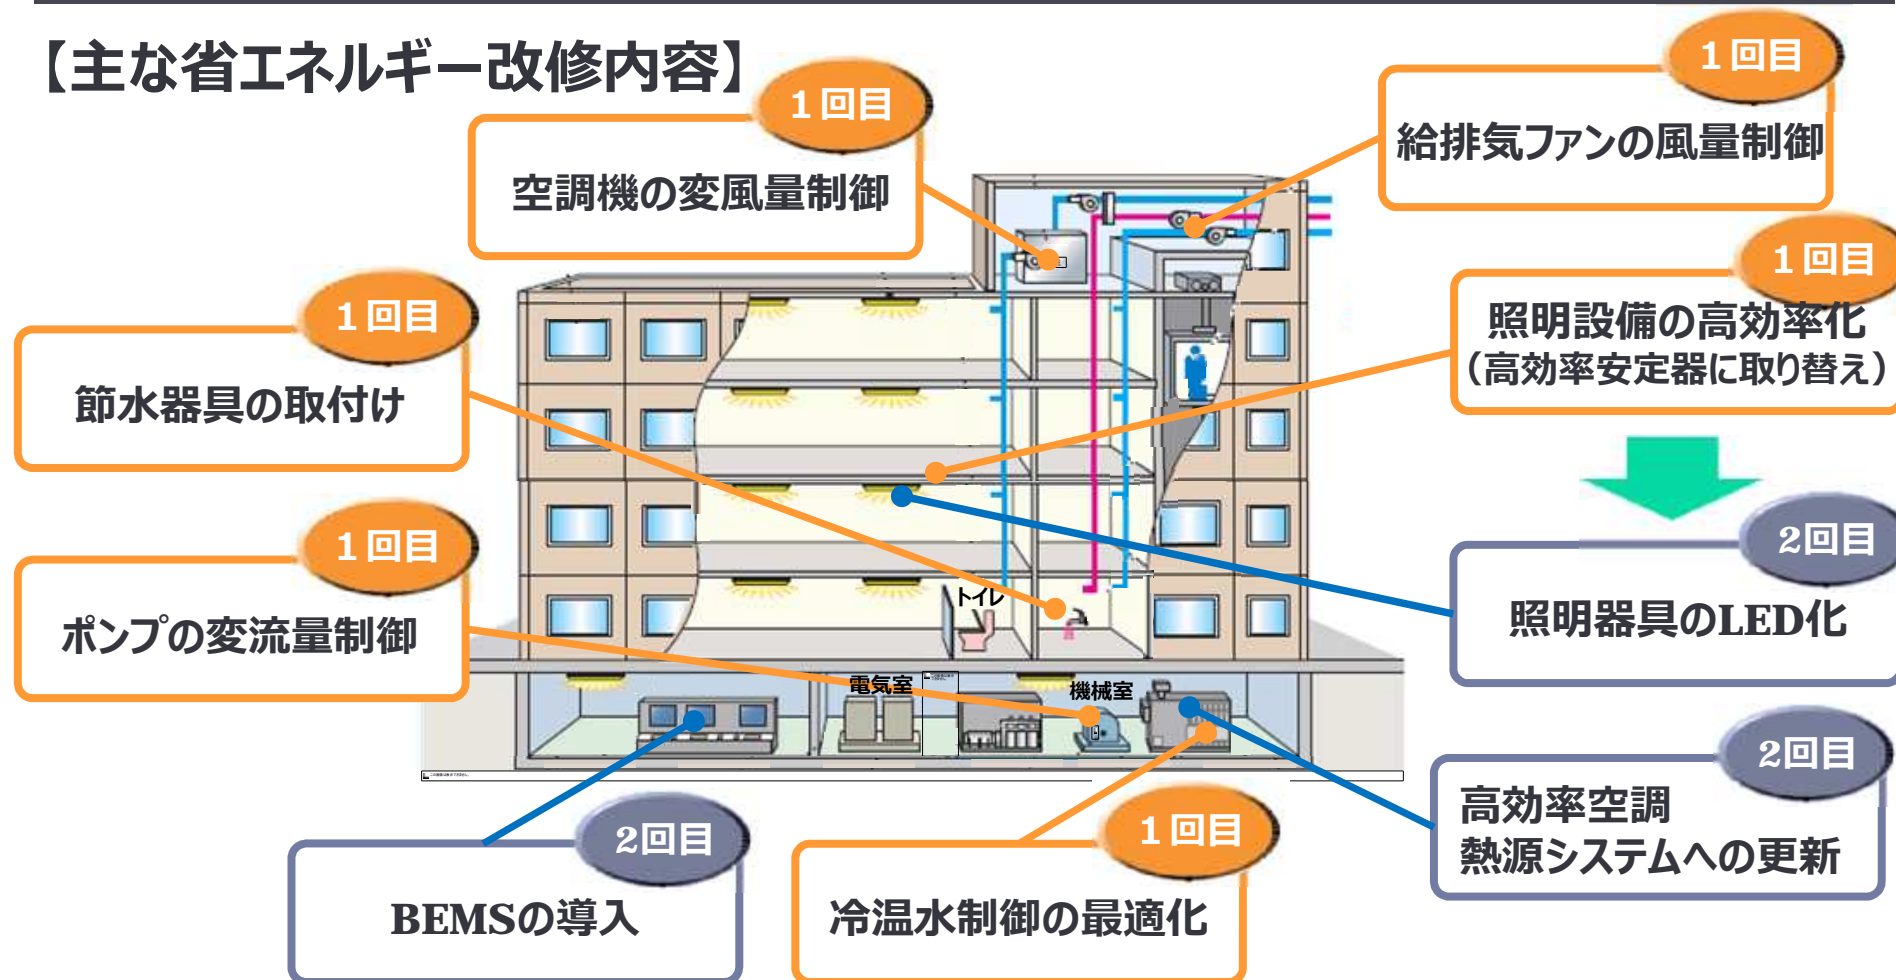 【主な省エネルギー改修内容】
1回目
空調機の変風量制御
1回目
給排気ファンの風量制御
1回目
照明設備の高効率化
（高効率安定器に取り替え）
1回目
節水器具の取付け
2回目
照明器具のLED化
1回目
ポンプの変流量制御
トイレ
電気室
機械室
2回目
高効率空調
熱源システムへの更新
2回目
BEMSの導入
1回目
冷温水制御の最適化